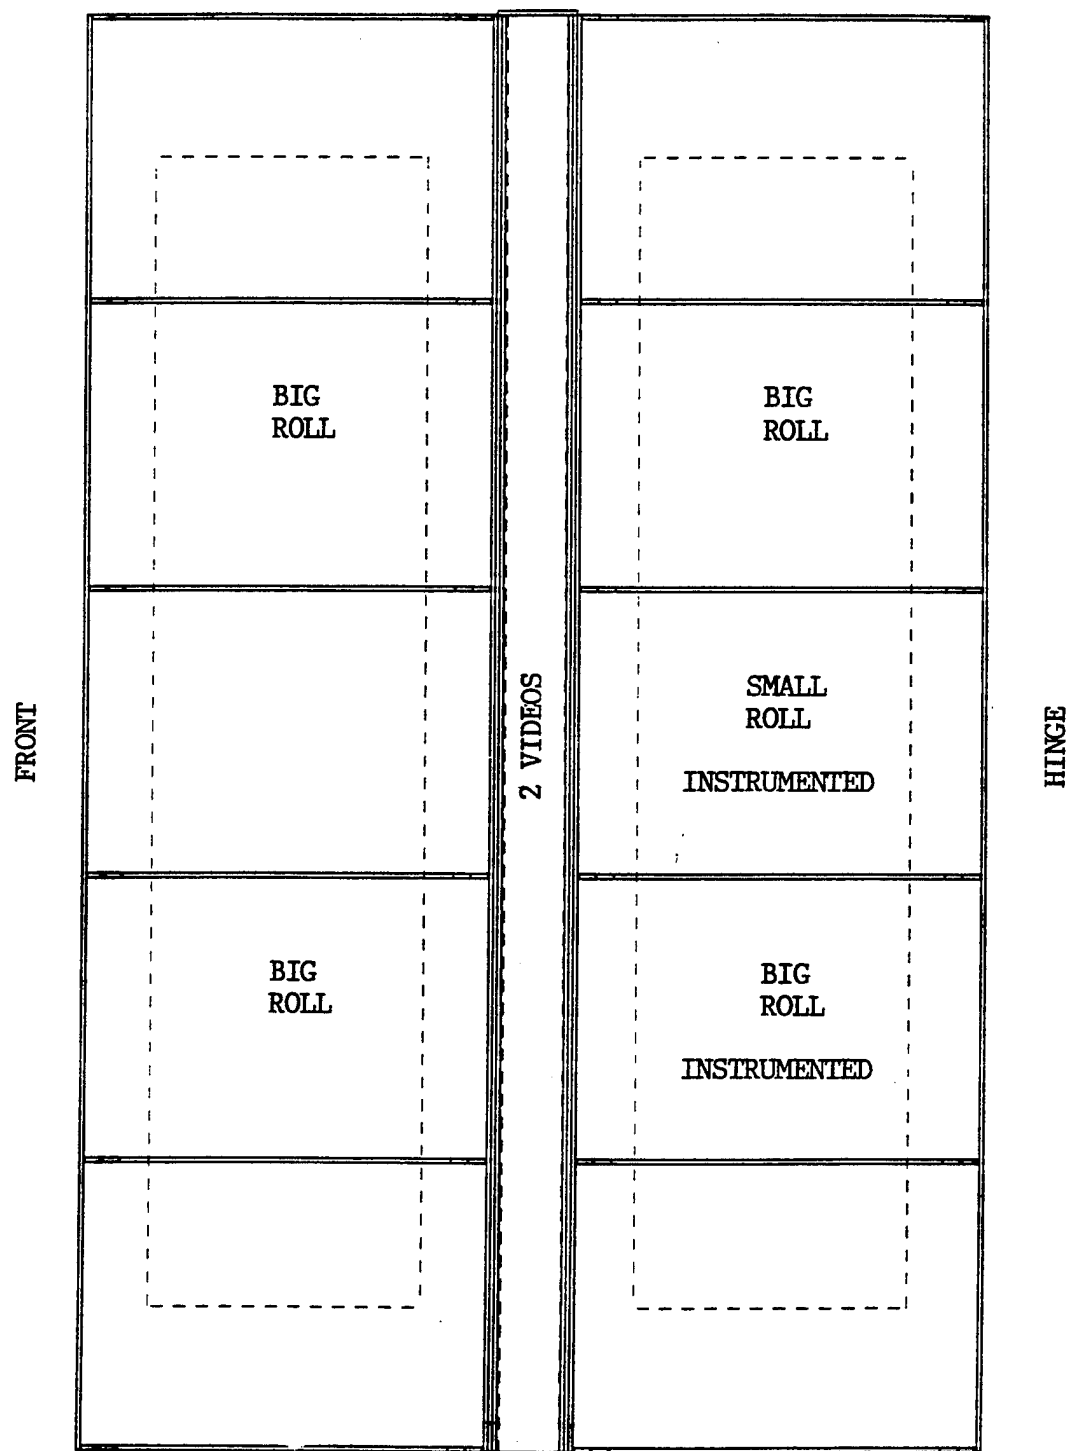 BIG
ROLL
BIG
ROLL
FRONT
2 VIDEOS
SMALL
ROLL
INSTRUMENTED
HINGE
BIG
ROLL
BIG
ROLL
INSTRUMENTED